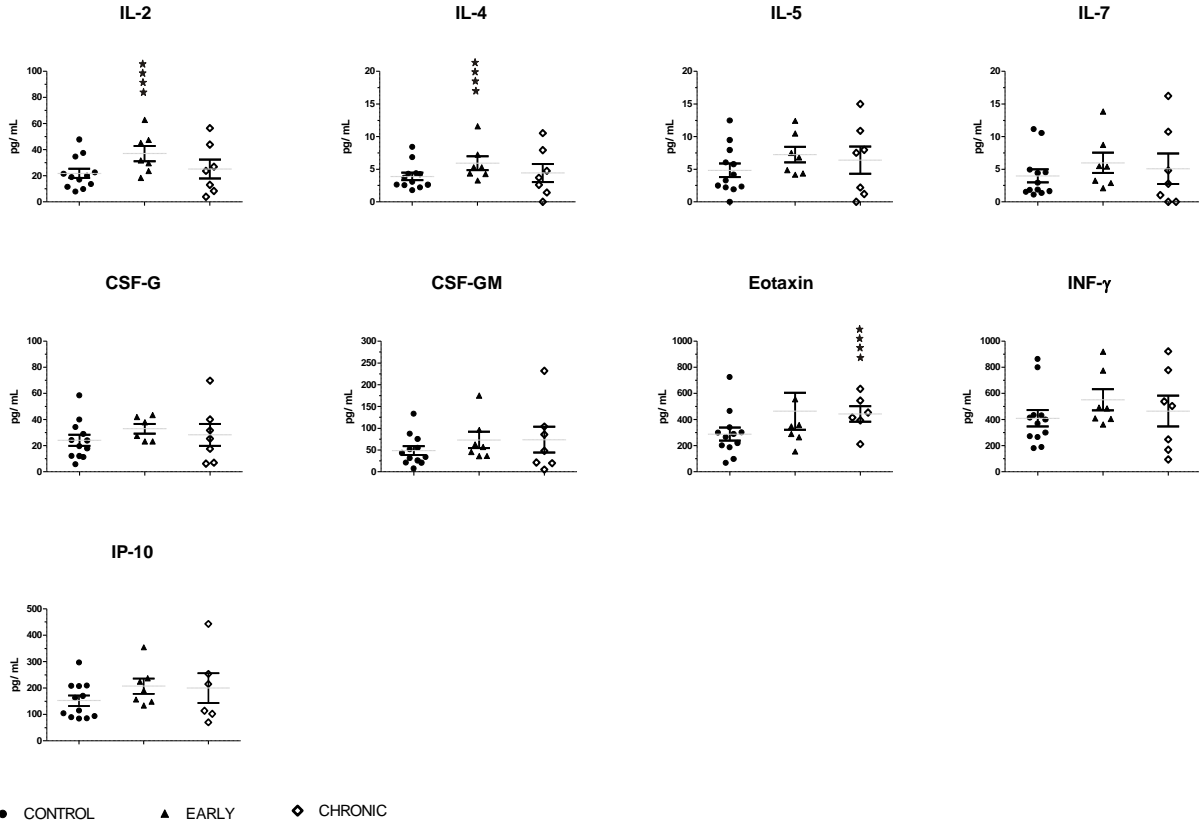 IL-2
IL-4
IL-5
IL-7
pg/ mL
100
80
60
40
20
0
pg/ mL
20
15
10
5
0
pg/ mL
20
15
10
5
0
pg/ mL
20
15
10
5
0
CSF-G
CSF-GM
Eotaxin
INF-γ
pg/ mL
100
80
60
40
20
0
pg/ mL
300
250
200
150
100
50
0
pg/ mL
1000
800
600
400
200
0
pg/ mL
1000
800
600
400
200
0
IP-10
pg/ mL
500
400
300
200
100
0
CONTROL
EARLY
CHRONIC